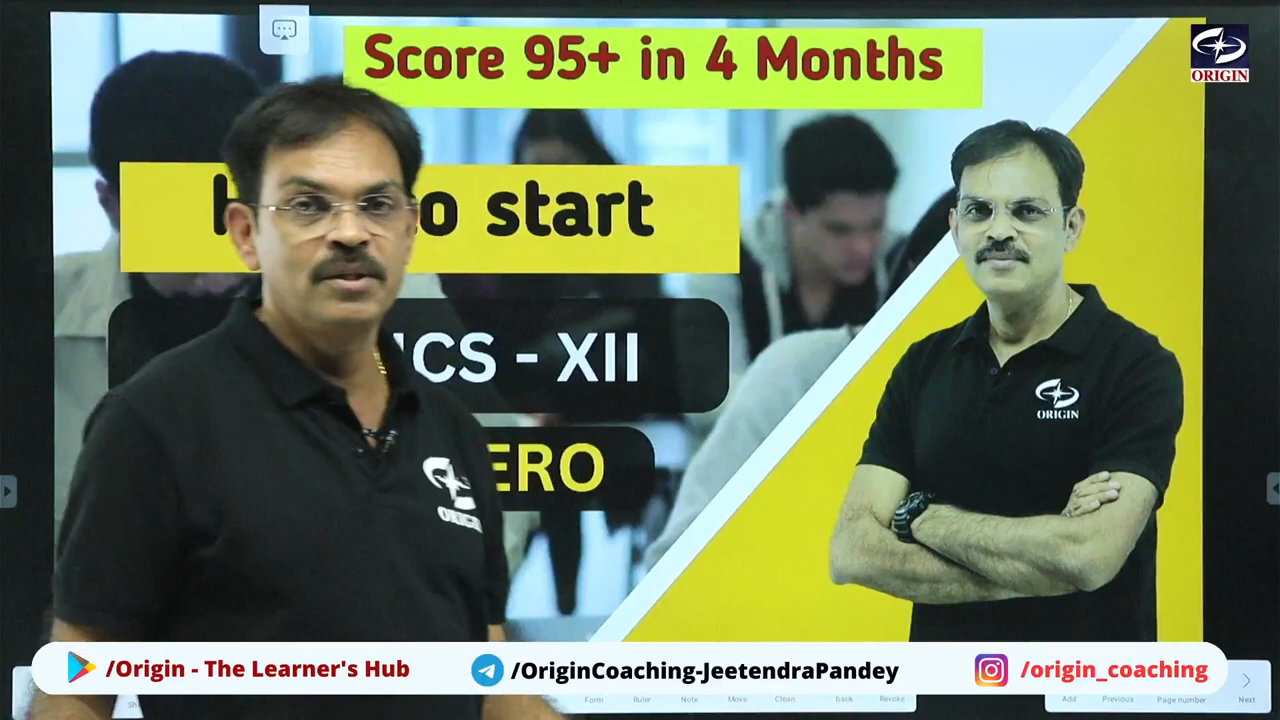 Score 95+ in 4 Months
ORIGIN
o start
ICS - XII
ERO
ORIGIN
ORIGIN
/Origin - The Learner's Hub
/OriginCoaching-JeetendraPandey
/origin_coaching
Form
Ruler
Note
Move
Clean
back
Revoke
Add
Previous
Page number
Next